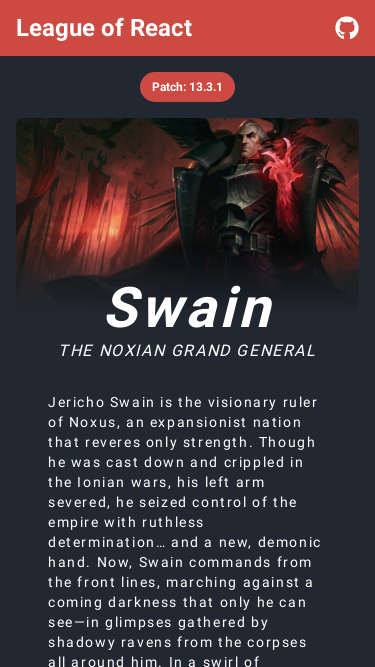 League of React
Patch: 13.3.1
Swain
THE NOXIAN GRAND GENERAL
Jericho Swain is the visionary ruler
of Noxus, an expansionist nation
that reveres only strength. Though
he was cast down and crippled in
the Ionian wars, his left arm
severed, he seized control of the
empire with ruthless
determination… and a new, demonic
hand. Now, Swain commands from
the front lines, marching against a
coming darkness that only he can
see—in glimpses gathered by
shadowy ravens from the corpses
all around him. In a swirl of